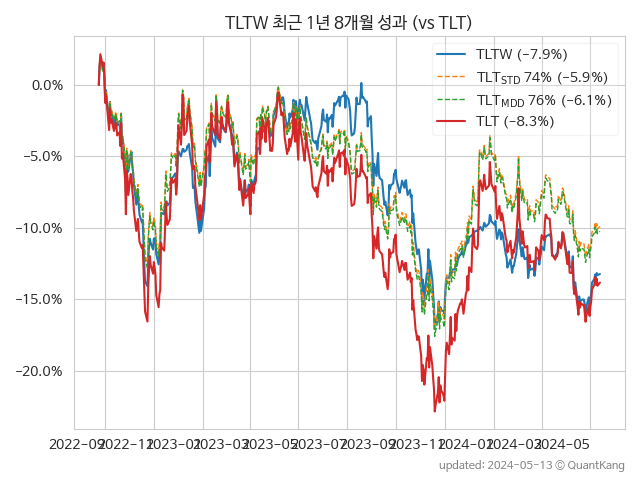 TLTW 최근 1년 8개월 성과 (vs TLT)
TLTW (−7.9%)
TLT_STD 74% (−5.9%)
TLT_MDD 76% (−6.1%)
TLT (−8.3%)
0.0%
−5.0%
−10.0%
−15.0%
−20.0%
2022-09 2022-11 2023-01 2023-03 2023-05 2023-07 2023-09 2023-11 2024-01 2024-03 2024-05
updated: 2024-05-13 © QuantKang